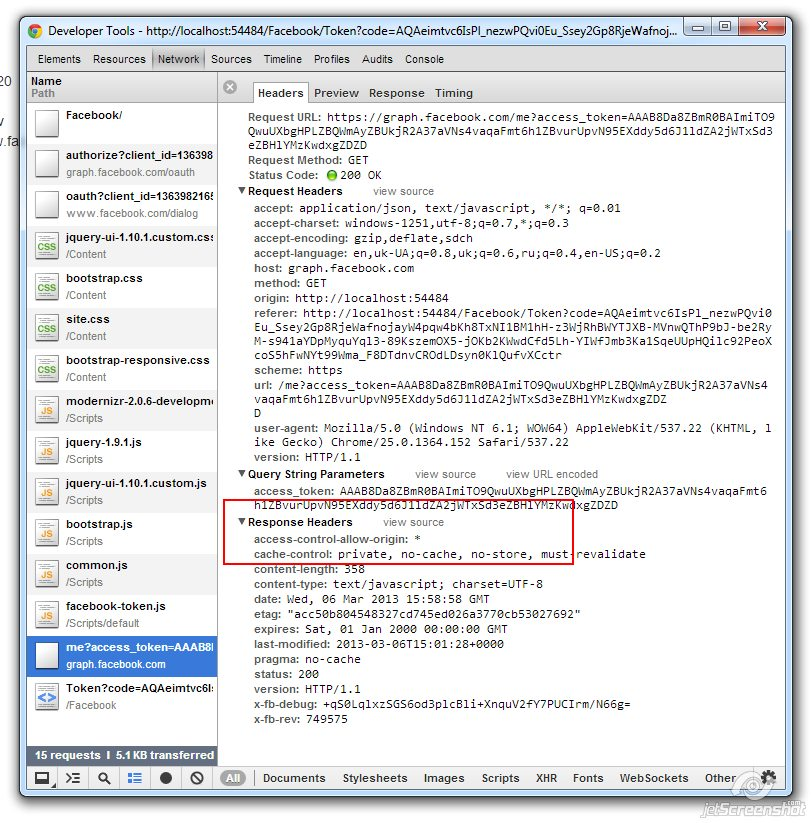 Developer Tools - http://localhost:54484/Facebook/Token?code=AQAeimtvc6IsPl_nezwPQvi0Eu_Ssey2Gp8RjeWafnoj...
Elements Resources Network Sources Timeline Profiles Audits Console
20
Name
Path
Headers Preview Response Timing
Facebook/
authorize?client_id=136398
graph.facebook.com/oauth
oauth?client_id=1363982165
www.facebook.com/dialog
jquery-ui-1.10.1.custom.css
/Content
bootstrap.css
/Content
site.css
/Content
bootstrap-responsive.css
/Content
modernizr-2.0.6-developme
/Scripts
jquery-1.9.1.js
/Scripts
jquery-ui-1.10.1.custom.js
/Scripts
bootstrap.js
/Scripts
common.js
/Scripts
facebook-token.js
/Scripts/default
me?access_token=AAAB8
graph.facebook.com
Token?code=AQAeimtvc6Is
/Facebook
Request URL: https://graph.facebook.com/me?access_token=AAAB8Da8ZBmR0BAImiTO9
QwuUXbgHPLZBQWmAyZBUkjR2A37aVNs4vaqaFmt6h1ZBvurUpvN95EXddy5d6J1ldZA2jWTxSd3
eZBHlYMzKwdxgZDZD
Request Method: GET
Status Code: 200 OK
Request Headers view source
accept: application/json, text/javascript, */*; q=0.01
accept-charset: windows-1251,utf-8;q=0.7,*;q=0.3
accept-encoding: gzip,deflate,sdch
accept-language: en,uk-UA;q=0.8,uk;q=0.6,ru;q=0.4,en-US;q=0.2
host: graph.facebook.com
method: GET
origin: http://localhost:54484
referer: http://localhost:54484/Facebook/Token?code=AQAeimtvc6IsPl_nezwPQvi0
Eu_Ssey2Gp8RjeWafnojayW4pqw4bKh8TxNI1BM1hH-z3WjRhBWYTJXB-MVnwQThP9bJ-be2Ry
M-s941aYDpMyquYql3-89KszemOX5-jOKb2KWwdCfd5Lh-YIWfJmb3Ka1SqeUUpHQilc92PeoX
coS5hFwNYt99Wma_F8DTdnvCROdLDsyn0KlQufvXCctr
scheme: https
url: /me?access_token=AAAB8Da8ZBmR0BAImiTO9QwuUXbgHPLZBQWmAyZBUkjR2A37aVNs4
vaqaFmt6h1ZBvurUpvN95EXddy5d6J1ldZA2jWTxSd3eZBHlYMzKwdxgZDZ
D
user-agent: Mozilla/5.0 (Windows NT 6.1; WOW64) AppleWebKit/537.22 (KHTML, l
ike Gecko) Chrome/25.0.1364.152 Safari/537.22
version: HTTP/1.1
Query String Parameters view source view URL encoded
access_token: AAAB8Da8ZBmR0BAImiTO9QwuUXbgHPLZBQWmAyZBUkjR2A37aVNs4vaqaFmt6
h1ZBvurUpvN95EXddy5d6J1ldZA2jWTxSd3eZBHlYMzKwdxgZDZD
Response Headers view source
access-control-allow-origin: *
cache-control: private, no-cache, no-store, must-revalidate
content-length: 358
content-type: text/javascript; charset=UTF-8
date: Wed, 06 Mar 2013 15:58:58 GMT
etag: "acc50b804548327cd745ed026a3770cb53027692"
expires: Sat, 01 Jan 2000 00:00:00 GMT
last-modified: 2013-03-06T15:01:28+0000
pragma: no-cache
status: 200
version: HTTP/1.1
x-fb-debug: +qS0LqlxzSGS6od3plcBli+XnquV2fY7PUCIrm/N66g=
x-fb-rev: 749575
15 requests | 5.1 KB transferred
All Documents Stylesheets Images Scripts XHR Fonts WebSockets Other
jetScreenshot.com